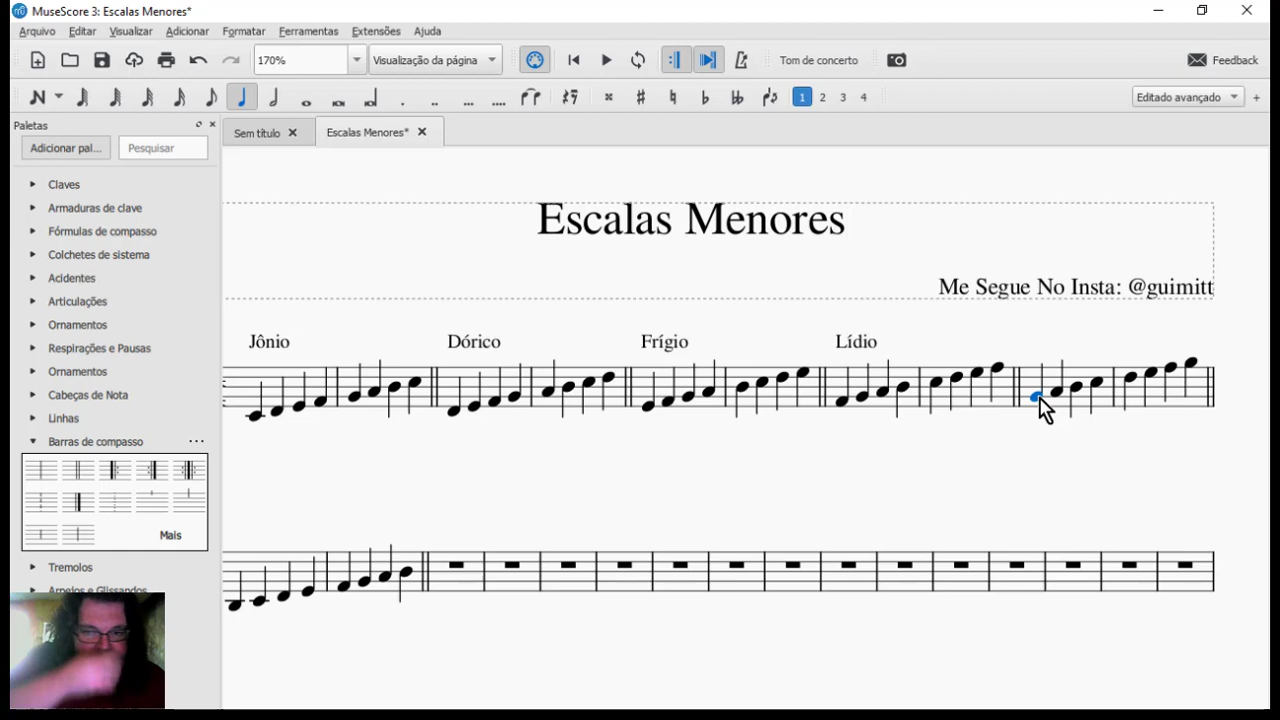 MuseScore 3: Escalas Menores*
Arquivo Editar Visualizar Adicionar Formatar Ferramentas Extensões Ajuda
170% Visualização da página Tom de concerto Feedback
1 2 3 4 Editado avançado +
Paletas
Sem título Escalas Menores*
Adicionar pal... Pesquisar
Claves
Armaduras de clave
Fórmulas de compasso
Colchetes de sistema
Acidentes
Articulações
Ornamentos
Respirações e Pausas
Ornamentos
Cabeças de Nota
Linhas
Barras de compasso
Mais
Tremolos
Arpejos e Glissandos
Escalas Menores
Me Segue No Insta: @guimitt
Jônio Dórico Frígio Lídio